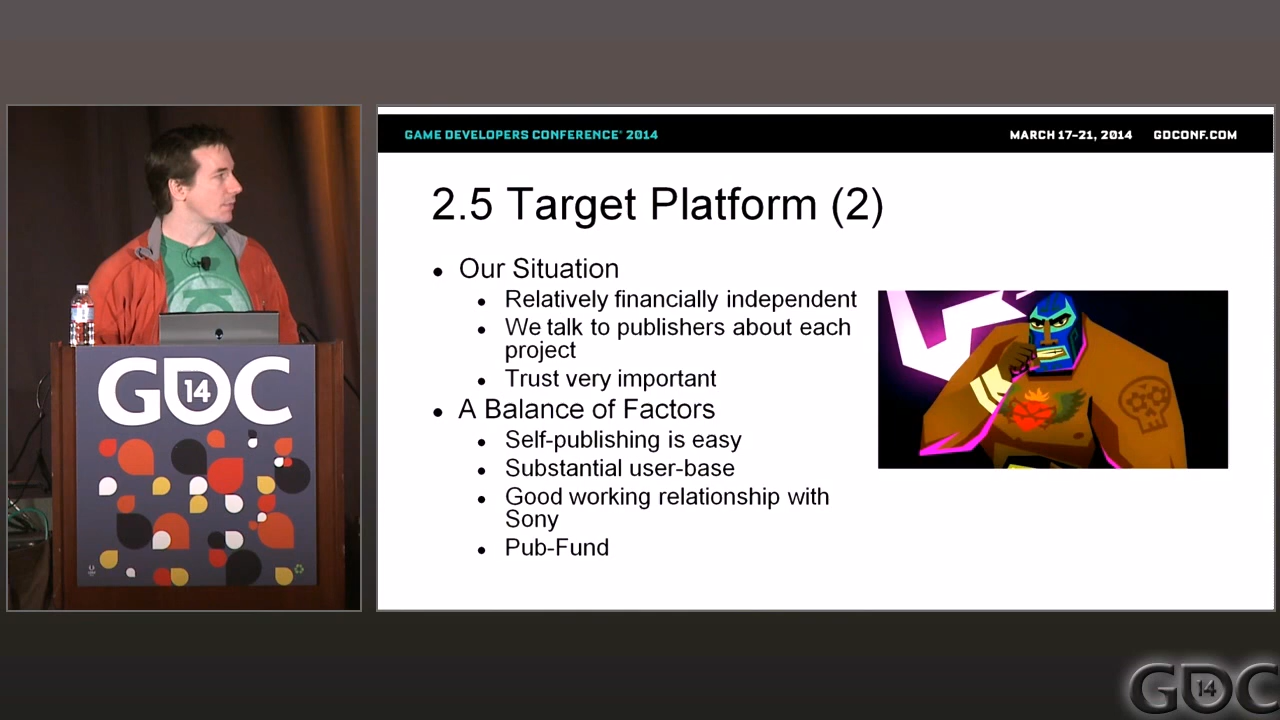 GAME DEVELOPERS CONFERENCE® 2014
MARCH 17-21, 2014 GDCONF.COM
2.5 Target Platform (2)
• Our Situation
• Relatively financially independent
• We talk to publishers about each
project
• Trust very important
• A Balance of Factors
• Self-publishing is easy
• Substantial user-base
• Good working relationship with
Sony
• Pub-Fund
GDC
14
GDC
14